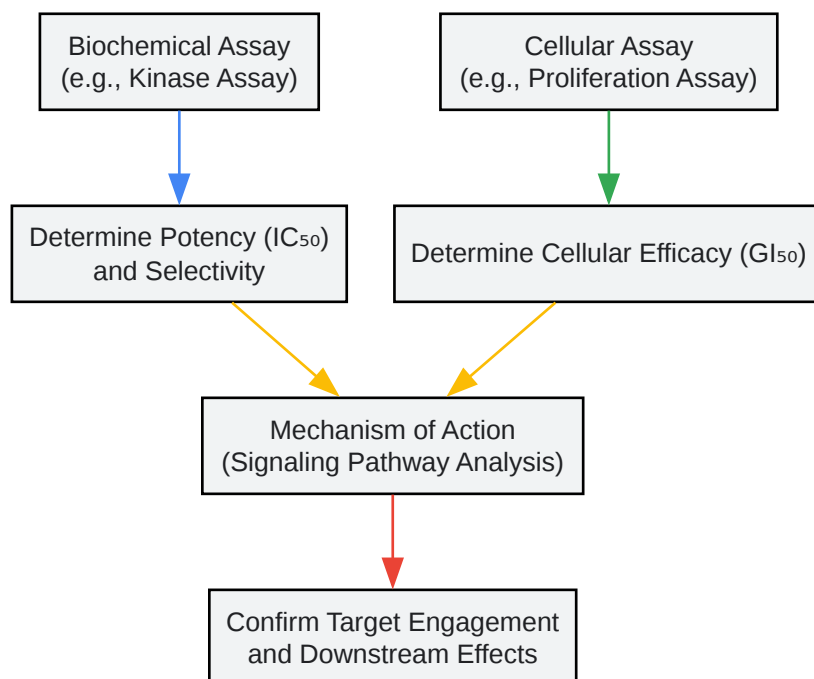 Biochemical Assay
(e.g., Kinase Assay)
Cellular Assay
(e.g., Proliferation Assay)
Determine Potency (IC₅₀)
and Selectivity
Determine Cellular Efficacy (GI₅₀)
Mechanism of Action
(Signaling Pathway Analysis)
Confirm Target Engagement
and Downstream Effects